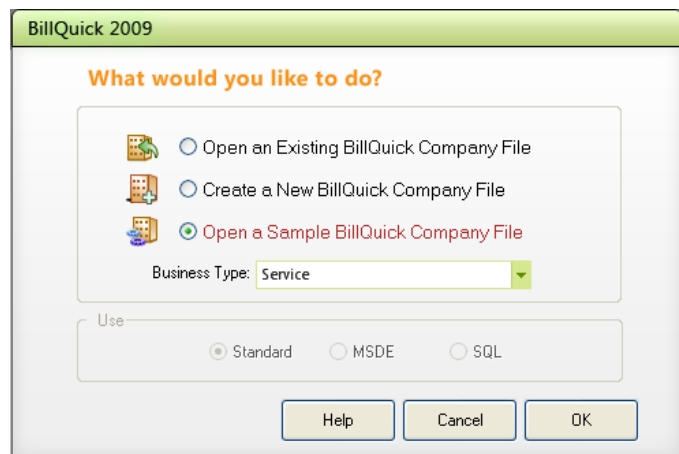 BillQuick 2009
What would you like to do?
Open an Existing BillQuick Company File
Create a New BillQuick Company File
Open a Sample BillQuick Company File
Business Type: Service
Use
Standard MSDE SQL
Help Cancel OK